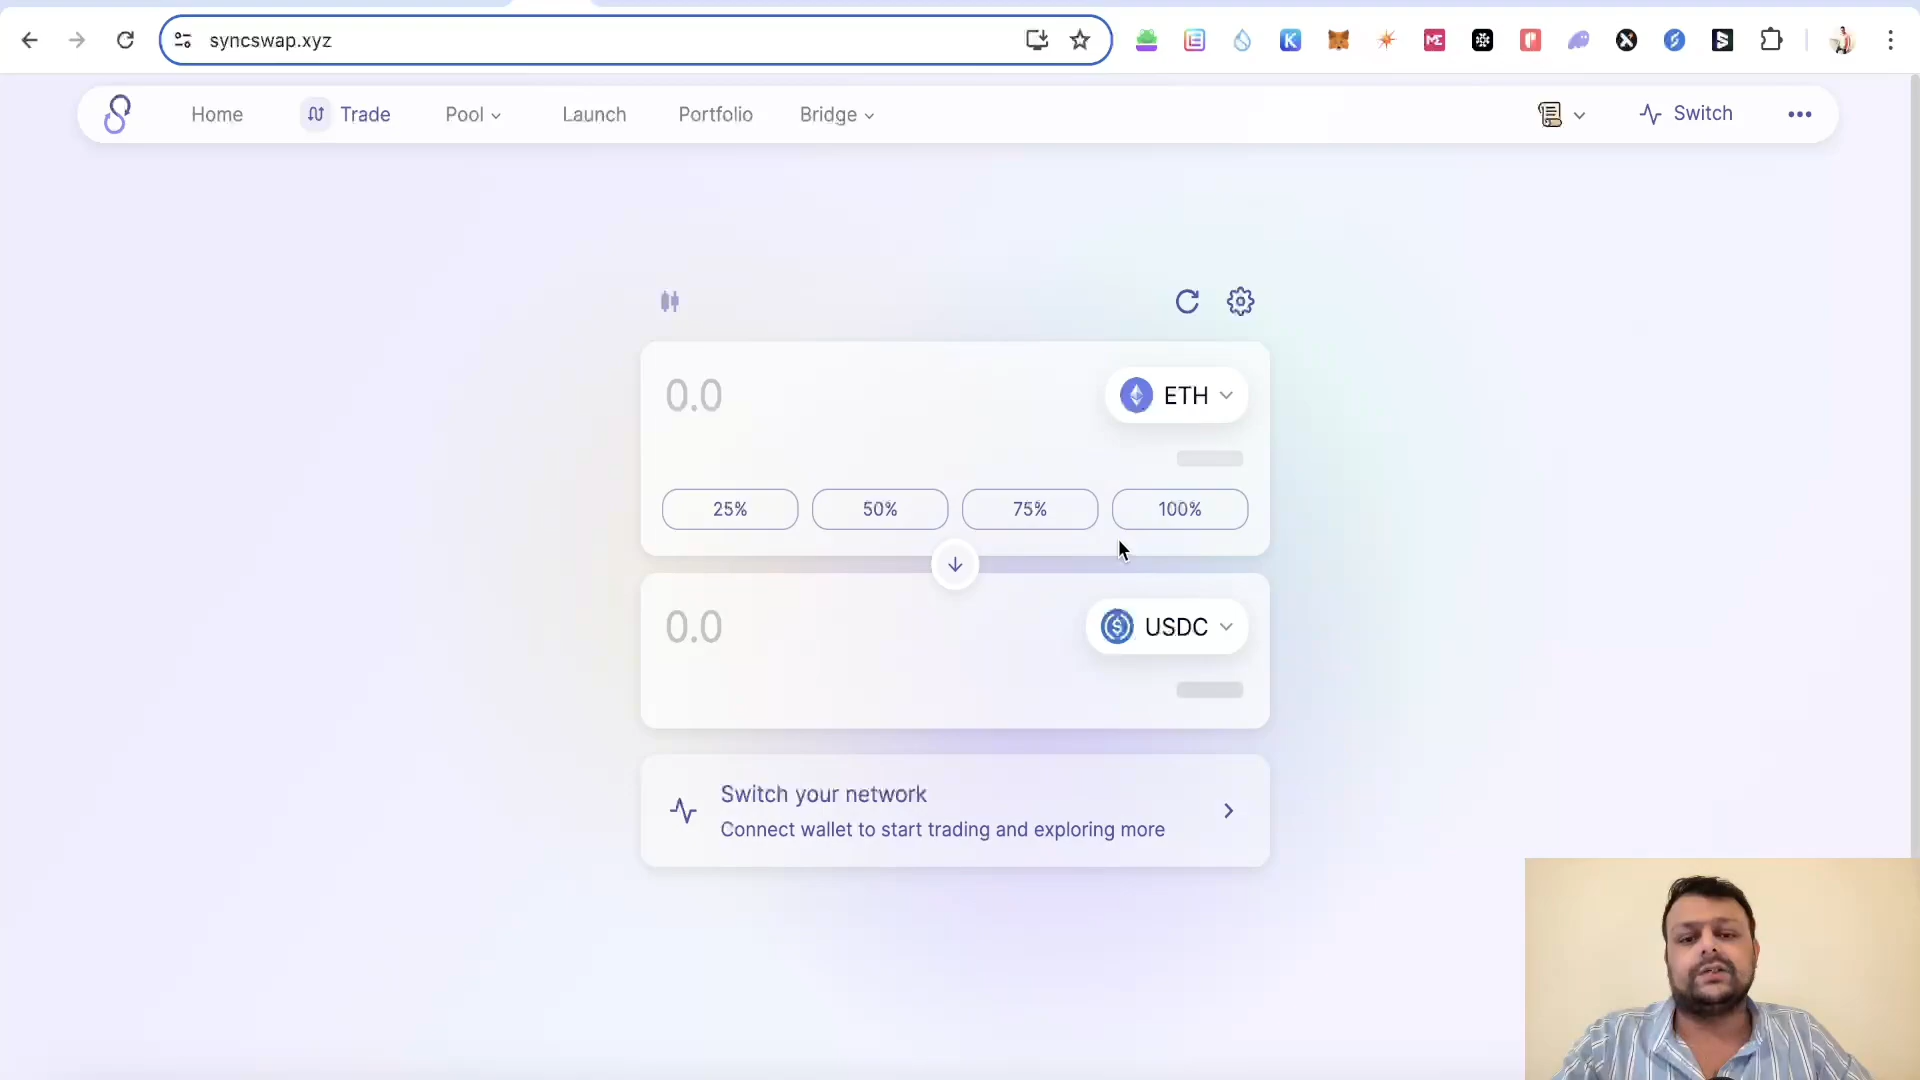 syncswap.xyz
Home
Trade
Pool
Launch
Portfolio
Bridge
Switch
0.0
ETH
25%
50%
75%
100%
0.0
USDC
Switch your network
Connect wallet to start trading and exploring more